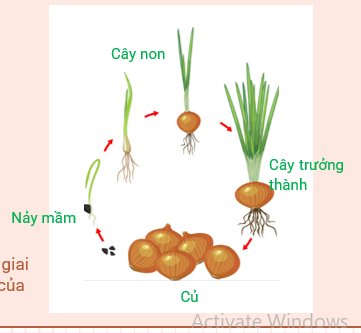 Cây non
Cây trưởng
thành
Nảy mầm
giai
của
Củ
Activate Windows